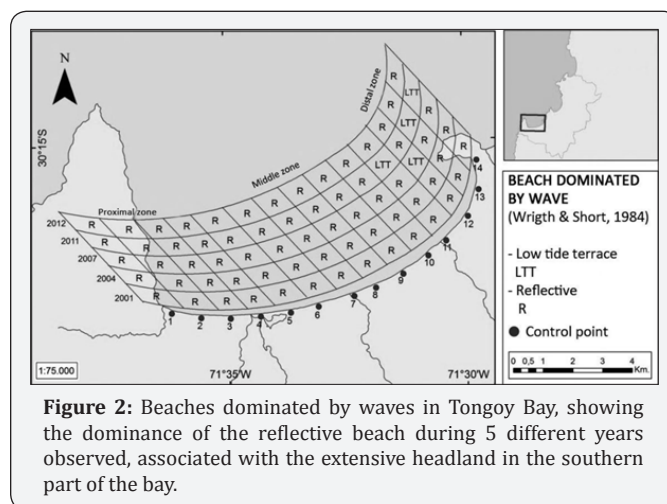 N
Distal zone
Middle zone
Proximal zone
30°15'S
2012 R R R R R R R R R R R R R R
2011 R R R R R R R R R R LTT R LTT LTT
2007 R R R R R R R R R R LTT LTT R R
2004 R R R R R R R R R R R R R R
2001 R R R R R R R R R R R R R R
1 2 3 4 5 6 7 8 9 10 11 12 13 14
1:75.000
71°35'W
71°30'W
BEACH DOMINATED
BY WAVE
(Wrigth & Short, 1984)
- Low tide terrace
LTT
- Reflective
R
● Control point
0 0,5 1 2 3 4
Km.
Figure 2: Beaches dominated by waves in Tongoy Bay, showing
the dominance of the reflective beach during 5 different years
observed, associated with the extensive headland in the southern
part of the bay.